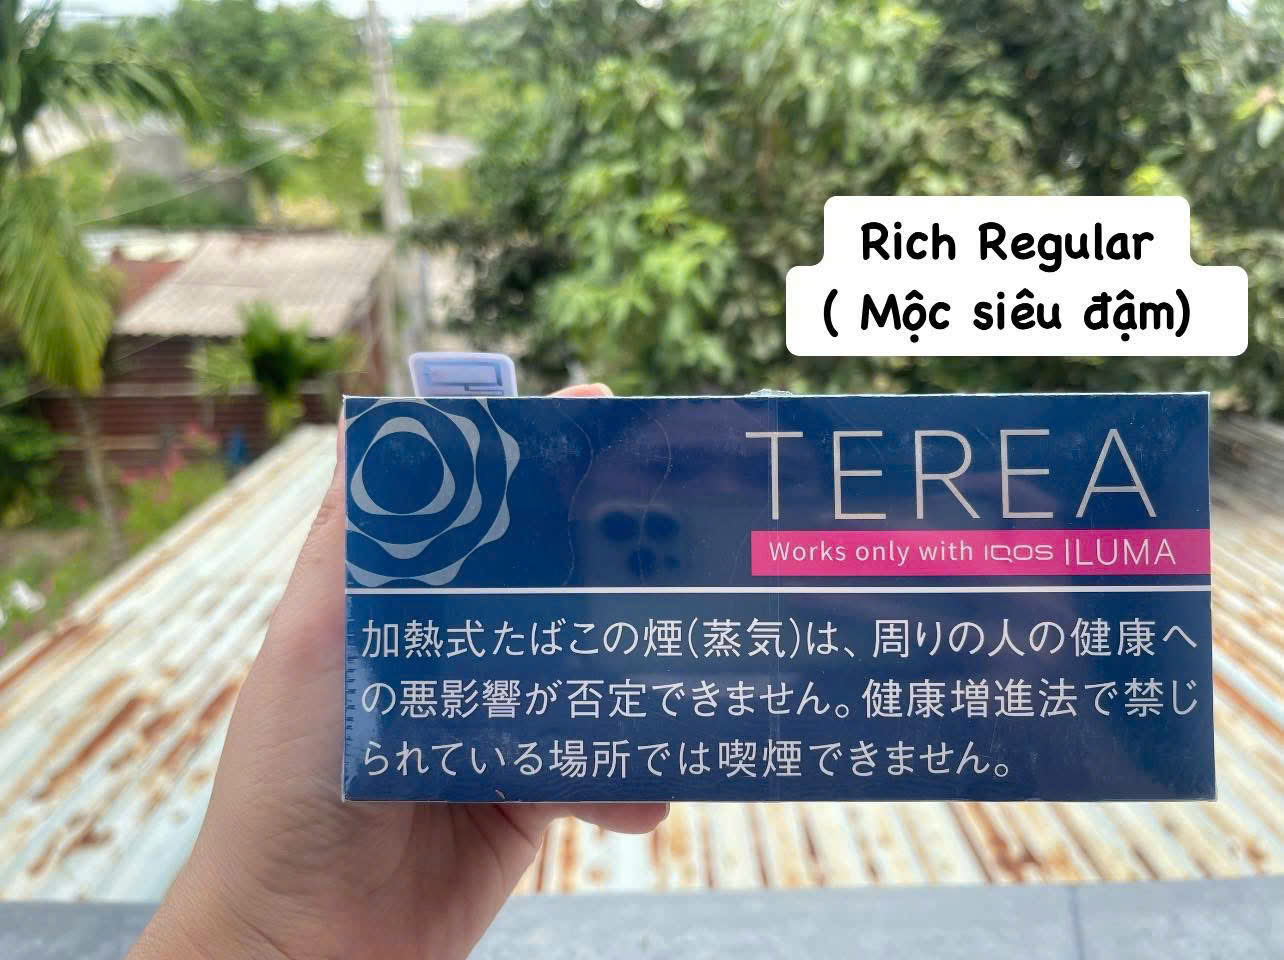 Rich Regular
( Mộc siêu đậm)
TEREA
Works only with IQOS ILUMA
加熱式たばこの煙(蒸気)は、周りの人の健康へ
の悪影響が否定できません。健康増進法で禁じ
られている場所では喫煙できません。